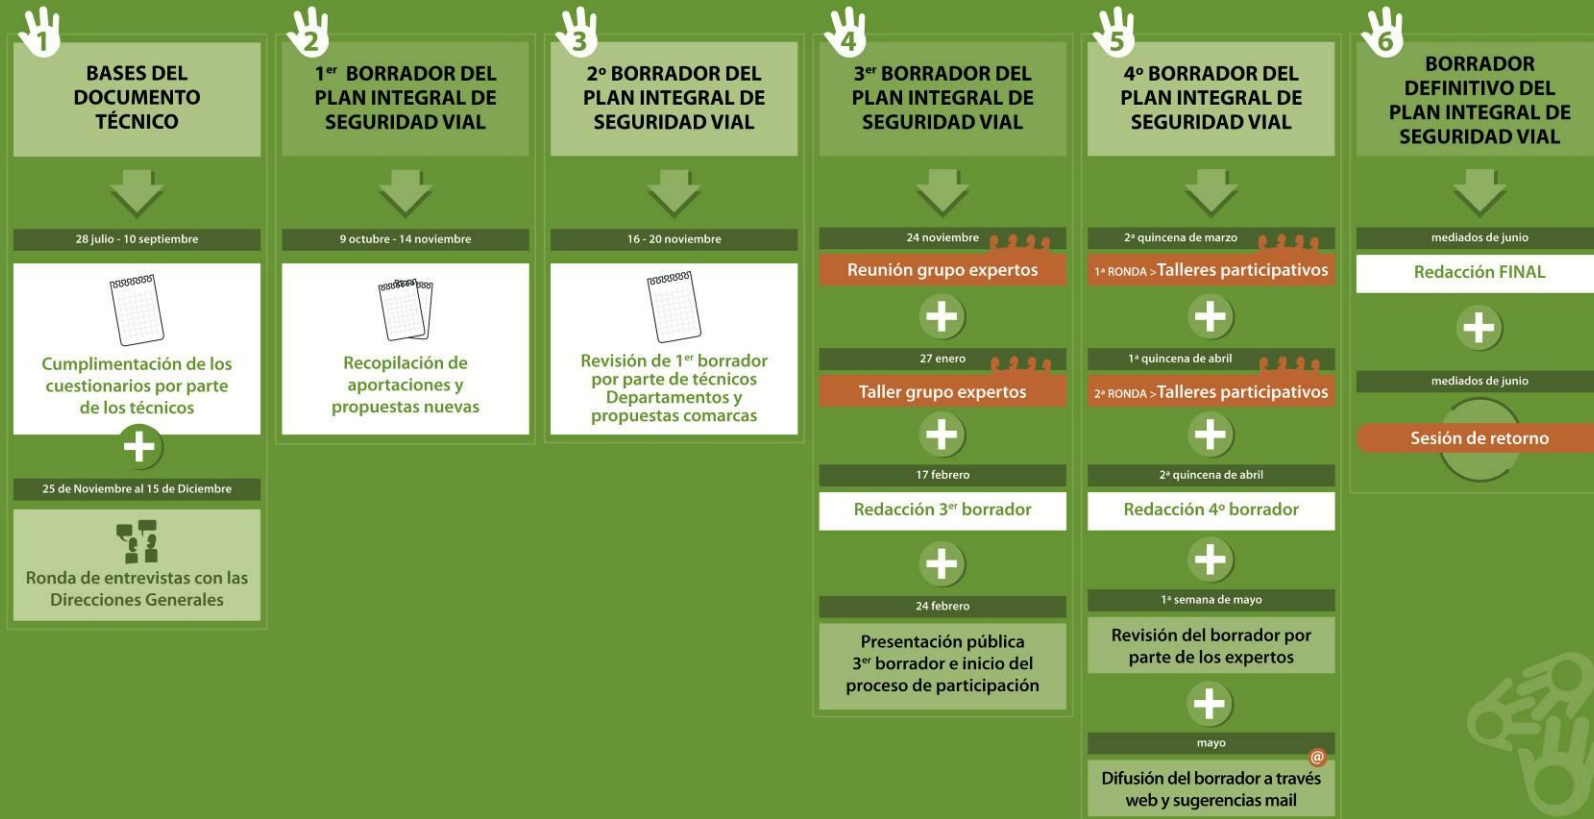 1
BASES DEL
DOCUMENTO
TÉCNICO
28 julio - 10 septiembre
Cumplimentación de los
cuestionarios por parte
de los técnicos
25 de Noviembre al 15 de Diciembre
Ronda de entrevistas con las
Direcciones Generales
2
1er BORRADOR DEL
PLAN INTEGRAL DE
SEGURIDAD VIAL
9 octubre - 14 noviembre
Recopilación de
aportaciones y
propuestas nuevas
3
2º BORRADOR DEL
PLAN INTEGRAL DE
SEGURIDAD VIAL
16 - 20 noviembre
Revisión de 1er borrador
por parte de técnicos
Departamentos y
propuestas comarcas
4
3er BORRADOR DEL
PLAN INTEGRAL DE
SEGURIDAD VIAL
24 noviembre
Reunión grupo expertos
27 enero
Taller grupo expertos
17 febrero
Redacción 3er borrador
24 febrero
Presentación pública
3er borrador e inicio del
proceso de participación
5
4º BORRADOR DEL
PLAN INTEGRAL DE
SEGURIDAD VIAL
2ª quincena de marzo
1ª RONDA >Talleres participativos
1ª quincena de abril
2ª RONDA >Talleres participativos
2ª quincena de abril
Redacción 4º borrador
1ª semana de mayo
Revisión del borrador por
parte de los expertos
mayo
@
Difusión del borrador a través
web y sugerencias mail
6
BORRADOR
DEFINITIVO DEL
PLAN INTEGRAL DE
SEGURIDAD VIAL
mediados de junio
Redacción FINAL
mediados de junio
Sesión de retorno